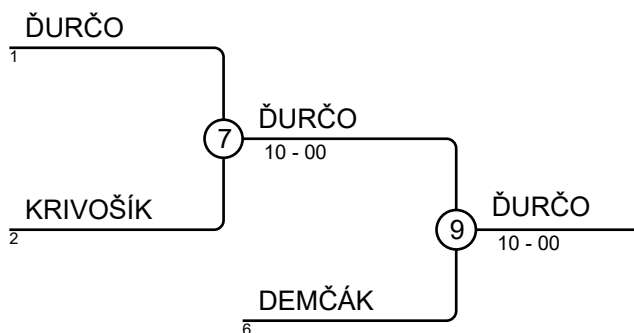 ĎURČO
1
7
ĎURČO
10 - 00
KRIVOŠÍK
2
9
ĎURČO
10 - 00
DEMČÁK
6